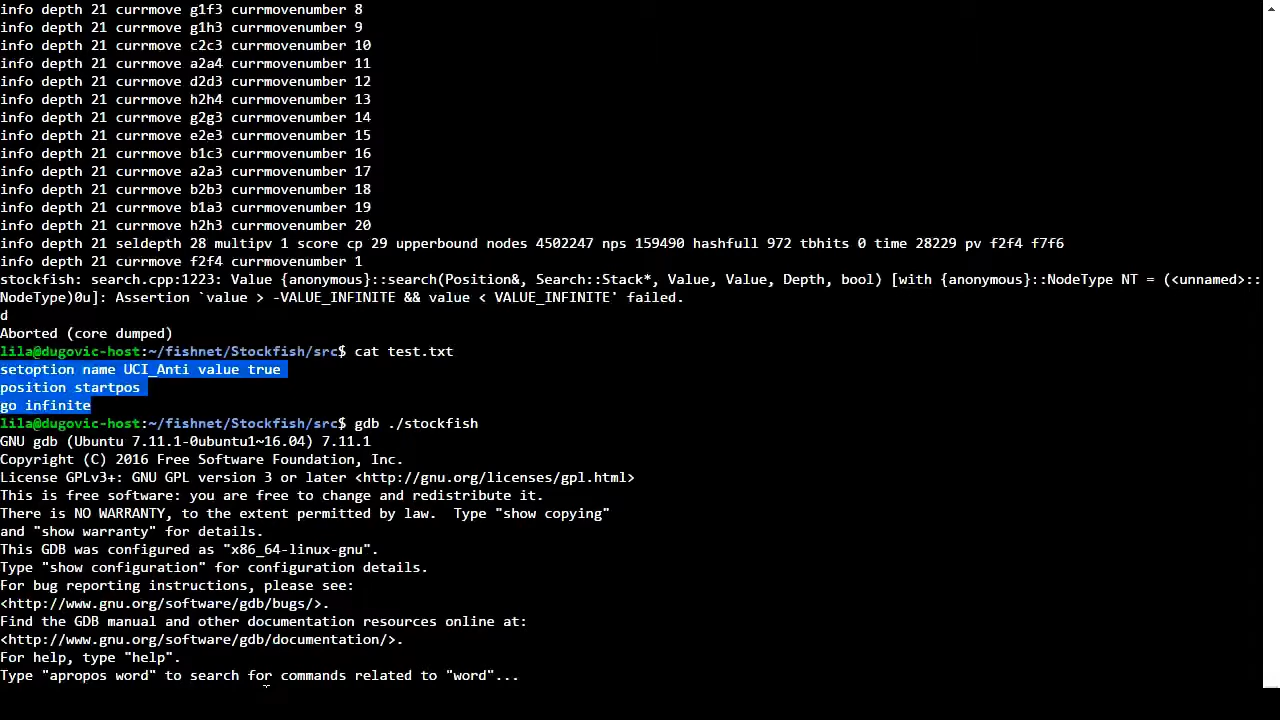 info depth 21 currmove g1f3 currmovenumber 8
info depth 21 currmove g1h3 currmovenumber 9
info depth 21 currmove c2c3 currmovenumber 10
info depth 21 currmove a2a4 currmovenumber 11
info depth 21 currmove d2d3 currmovenumber 12
info depth 21 currmove h2h4 currmovenumber 13
info depth 21 currmove g2g3 currmovenumber 14
info depth 21 currmove e2e3 currmovenumber 15
info depth 21 currmove b1c3 currmovenumber 16
info depth 21 currmove a2a3 currmovenumber 17
info depth 21 currmove b2b3 currmovenumber 18
info depth 21 currmove b1a3 currmovenumber 19
info depth 21 currmove h2h3 currmovenumber 20
info depth 21 seldepth 28 multipv 1 score cp 29 upperbound nodes 4502247 nps 159490 hashfull 972 tbhits 0 time 28229 pv f2f4 f7f6
info depth 21 currmove f2f4 currmovenumber 1
stockfish: search.cpp:1223: Value {anonymous}::search(Position&, Search::Stack*, Value, Value, Depth, bool) [with {anonymous}::NodeType NT = (<unnamed>::
NodeType)0u]: Assertion `value > -VALUE_INFINITE && value < VALUE_INFINITE' failed.
d
Aborted (core dumped)
lila@dugovic-host:~/fishnet/Stockfish/src$ cat test.txt
setoption name UCI_Anti value true
position startpos
go infinite
lila@dugovic-host:~/fishnet/Stockfish/src$ gdb ./stockfish
GNU gdb (Ubuntu 7.11.1-0ubuntu1~16.04) 7.11.1
Copyright (C) 2016 Free Software Foundation, Inc.
License GPLv3+: GNU GPL version 3 or later <http://gnu.org/licenses/gpl.html>
This is free software: you are free to change and redistribute it.
There is NO WARRANTY, to the extent permitted by law.  Type "show copying"
and "show warranty" for details.
This GDB was configured as "x86_64-linux-gnu".
Type "show configuration" for configuration details.
For bug reporting instructions, please see:
<http://www.gnu.org/software/gdb/bugs/>.
Find the GDB manual and other documentation resources online at:
<http://www.gnu.org/software/gdb/documentation/>.
For help, type "help".
Type "apropos word" to search for commands related to "word"...